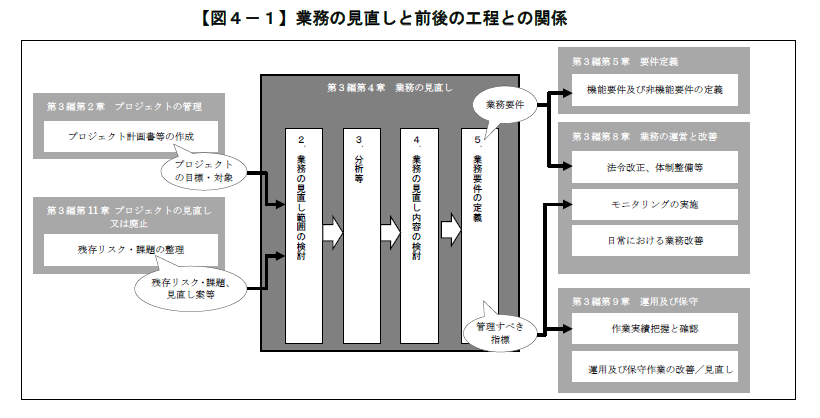 【図４－１】業務の見直しと前後の工程との関係
第３編第２章　プロジェクトの管理
プロジェクト計画書等の作成
プロジェクト
の目標・対象
第３編第11章 プロジェクトの見直し
又は廃止
残存リスク・課題の整理
残存リスク・課題、
見直し案等
第３編第４章　業務の見直し
２．業務の見直し範囲の検討
３．分析等
４．業務の見直し内容の検討
５．業務要件の定義
業務要件
管理すべき
指標
第３編第５章　要件定義
機能要件及び非機能要件の定義
第３編第８章　業務の運営と改善
法令改正、体制整備等
モニタリングの実施
日常における業務改善
第３編第９章　運用及び保守
作業実績把握と確認
運用及び保守作業の改善／見直し